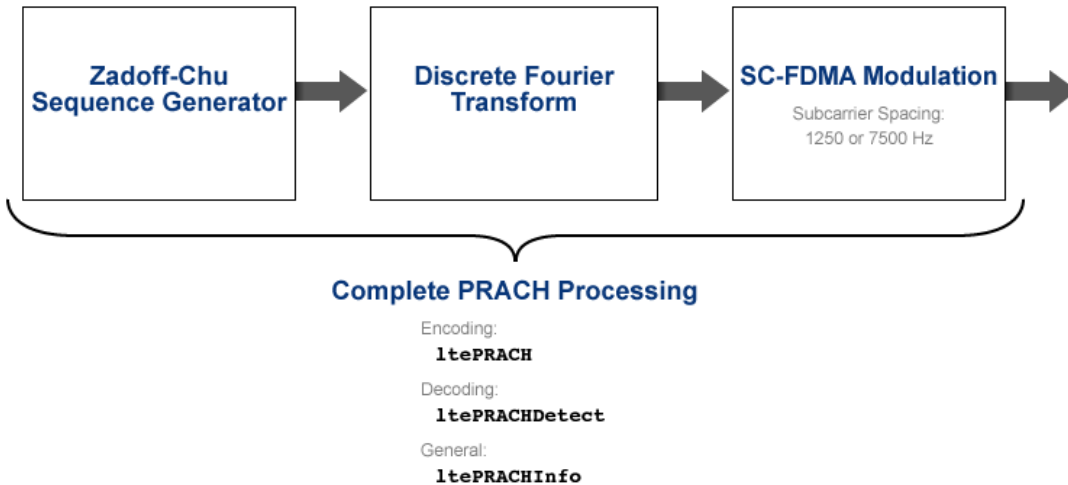 Zadoff-Chu
Sequence Generator
Discrete Fourier
Transform
SC-FDMA Modulation
Subcarrier Spacing:
1250 or 7500 Hz
Complete PRACH Processing
Encoding:
ltePRACH
Decoding:
ltePRACHDetect
General:
ltePRACHInfo